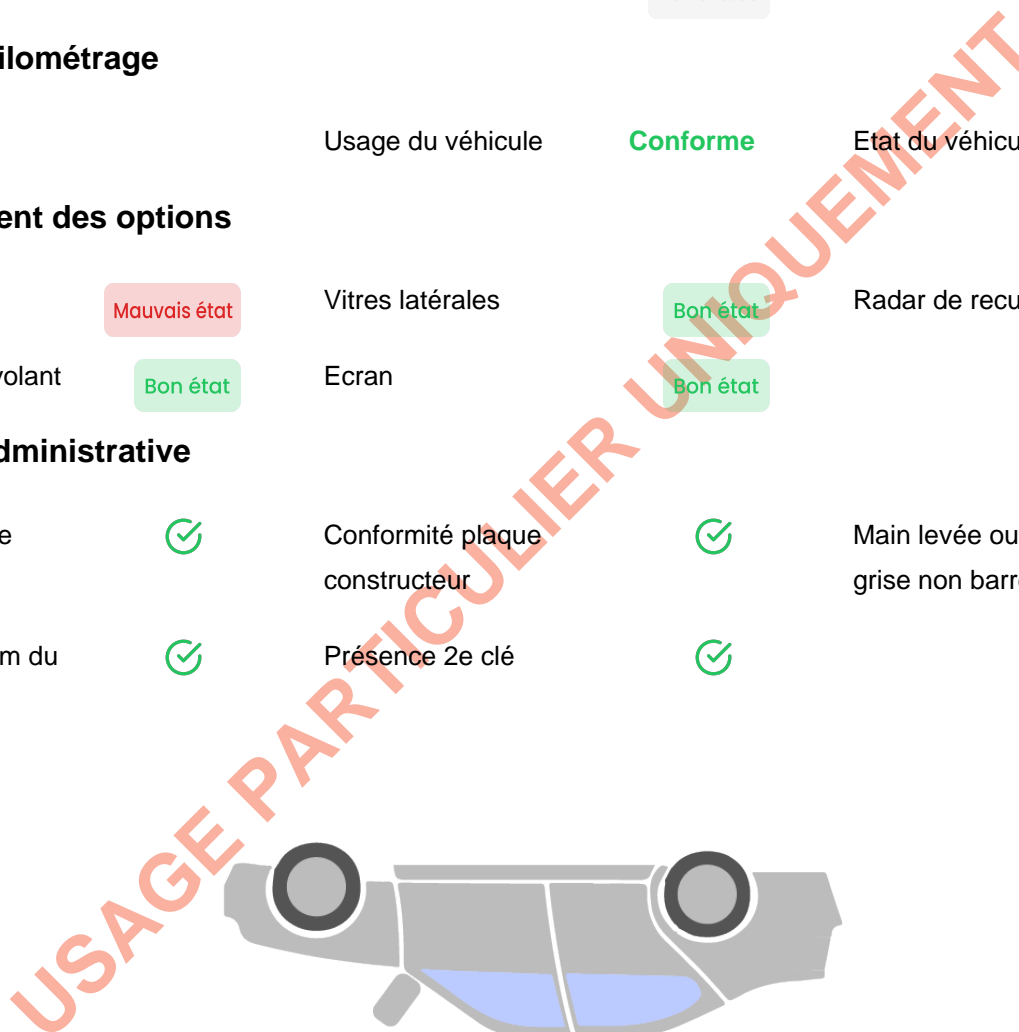 ilométrage
Usage du véhicule Conforme Etat du véhicu
ent des options
Mauvais état Vitres latérales Bon état Radar de recu
volant Bon état Ecran Bon état
dministrative
e Conformité plaque Main levée ou
constructeur grise non barr
m du Présence 2e clé
USAGE PARTICULIER UNIQUEMENT